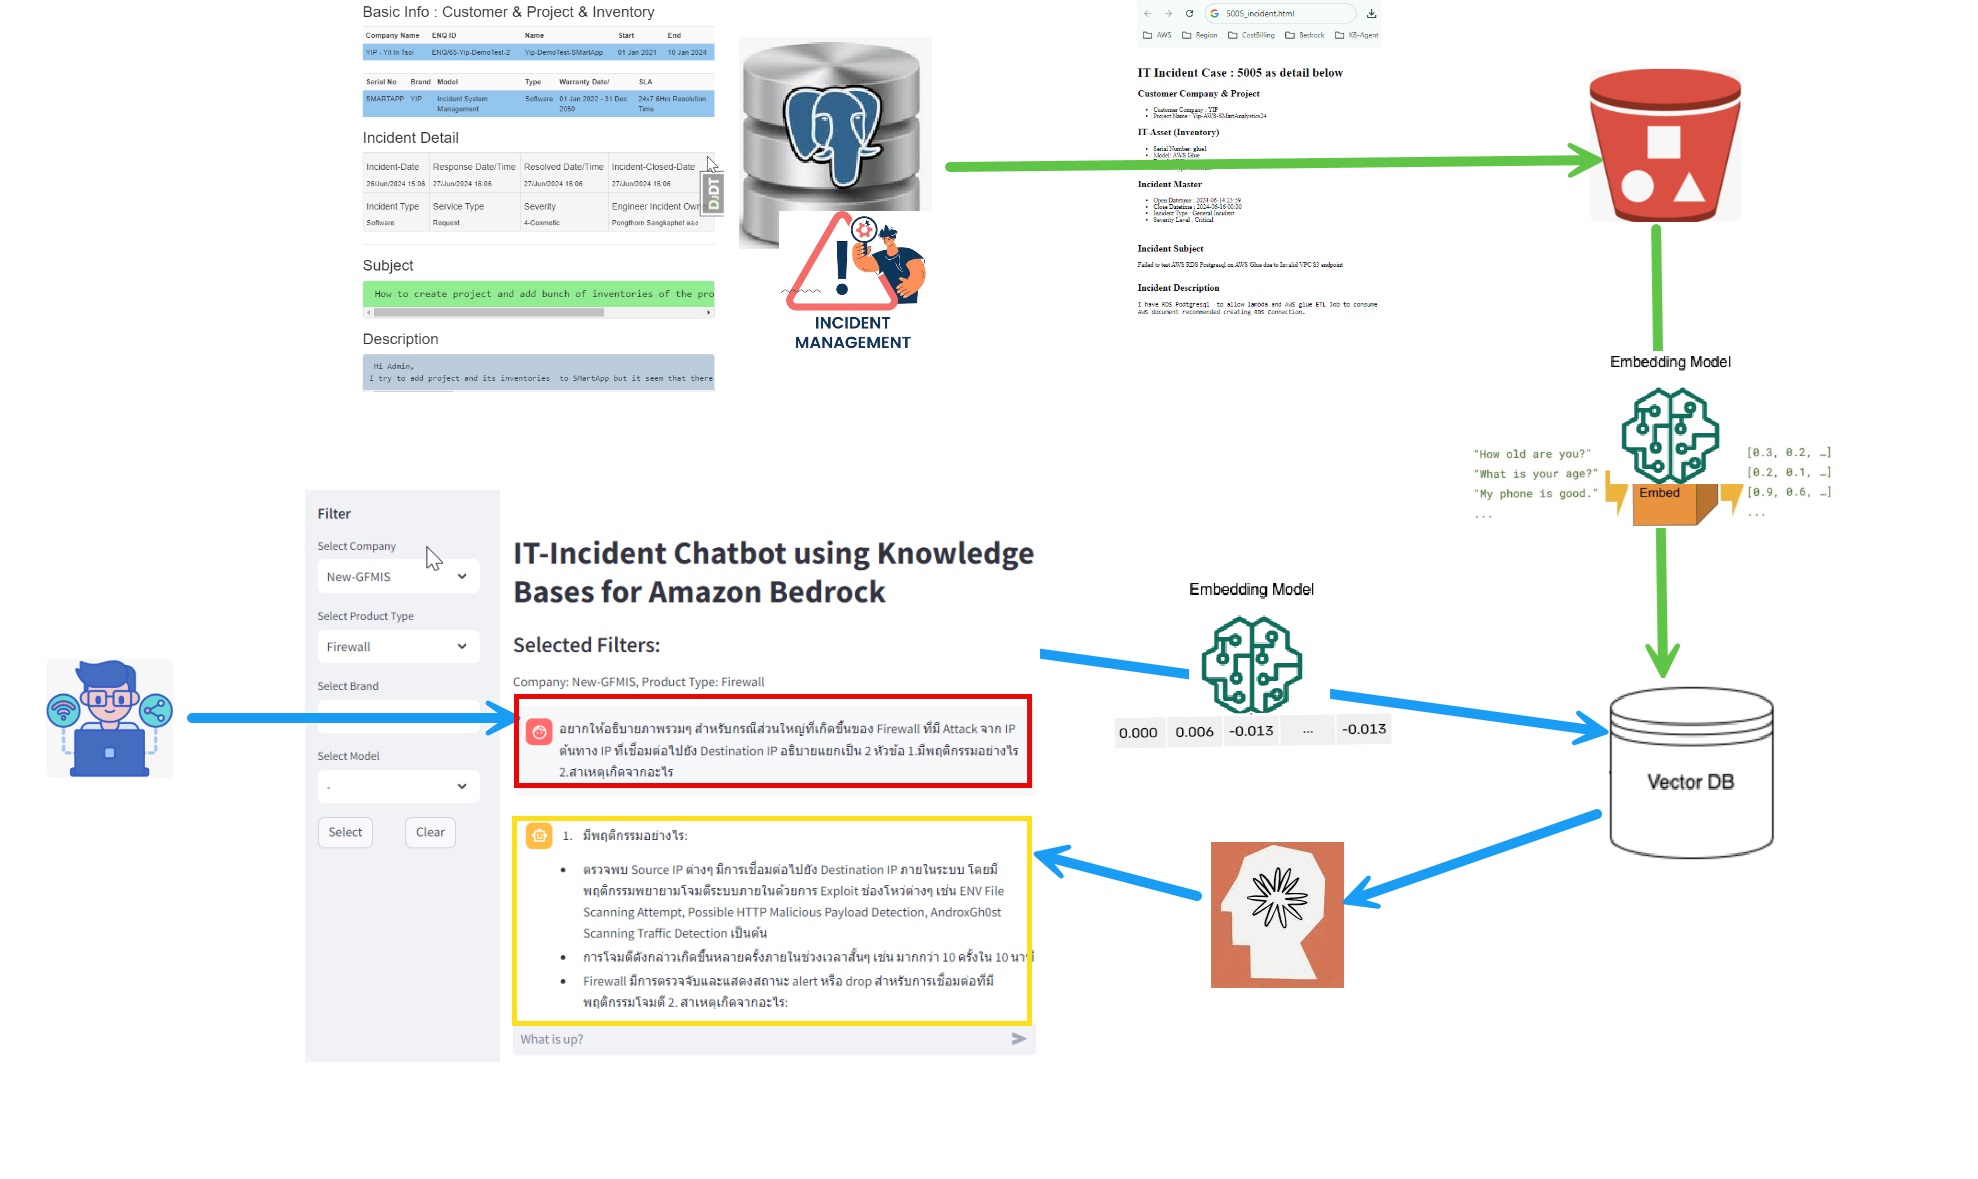 Basic Info : Customer & Project & Inventory
Company Name ENQ ID Name Start End
YIP - Yit In Tsoi ENQ/65-Yip-DemoTest-2 Yip-DemoTest-SMartApp 01 Jan 2021 10 Jan 2024
Serial No Brand Model Type Warranty Date/ SLA
SMARTAPP YIP Incident System Management Software 01 Jan 2022 - 31 Dec 2050 24x7 6Hrs Resolution Time
Incident Detail
Incident-Date Response Date/Time Resolved Date/Time Incident-Closed-Date
26/Jun/2024 15:06 27/Jun/2024 16:06 27/Jun/2024 16:06 27/Jun/2024 16:06
Incident Type Service Type Severity Engineer Incident Own
Software Request 4-Cosmetic Pongthorn Sangkaphet
DJDT
Subject
How to create project and add bunch of inventories of the pro
Description
Hi Admin,
I try to add project and its inventories to SMartApp but it seem that there
INCIDENT
MANAGEMENT
5005_incident.html
AWS Region CostBilling Bedrock KB-Agent
IT Incident Case : 5005 as detail below
Customer Company & Project
Customer Company : YIP
Project Name : Yip-AWS-SMartAnalytics24
IT-Asset (Inventory)
Serial Number: glue1
Model: AWS Glue
Incident Master
Open Datetime : 2024-06-14 23:59
Close Datetime : 2024-06-16 00:00
Incident Type : General Incident
Severity Level : Critical
Incident Subject
Failed to test AWS RDS Postgresql on AWS Glue due to Invalid VPC S3 endpoint
Incident Description
I have RDS Podtgresql to allow lambda and AWS glue ETL Job to consume
AWS document recommended creating RDS Connection.
Embedding Model
"How old are you?"
"What is your age?"
"My phone is good."
...
Embed
[0.3, 0.2, …]
[0.2, 0.1, …]
[0.9, 0.6, …]
...
Filter
Select Company
New-GFMIS
Select Product Type
Firewall
Select Brand
Select Model
-
Select Clear
IT-Incident Chatbot using Knowledge
Bases for Amazon Bedrock
Selected Filters:
Company: New-GFMIS, Product Type: Firewall
อยากให้อธิบายภาพรวมๆ สำหรับกรณีส่วนใหญ่ที่เกิดขึ้นของ Firewall ที่มี Attack จาก IP
ต้นทาง IP ที่เชื่อมต่อไปยัง Destination IP อธิบายแยกเป็น 2 หัวข้อ 1.มีพฤติกรรมอย่างไร
2.สาเหตุเกิดจากอะไร
1. มีพฤติกรรมอย่างไร:
ตรวจพบ Source IP ต่างๆ มีการเชื่อมต่อไปยัง Destination IP ภายในระบบ โดยมี
พฤติกรรมพยายามโจมตีระบบภายในด้วยการ Exploit ช่องโหว่ต่างๆ เช่น ENV File
Scanning Attempt, Possible HTTP Malicious Payload Detection, AndroxGh0st
Scanning Traffic Detection เป็นต้น
การโจมตีดังกล่าวเกิดขึ้นหลายครั้งภายในช่วงเวลาสั้นๆ เช่น มากกว่า 10 ครั้งใน 10 นาที
Firewall มีการตรวจจับและแสดงสถานะ alert หรือ drop สำหรับการเชื่อมต่อที่มี
พฤติกรรมโจมตี 2. สาเหตุเกิดจากอะไร:
What is up?
Embedding Model
0.000 0.006 -0.013 ... -0.013
Vector DB